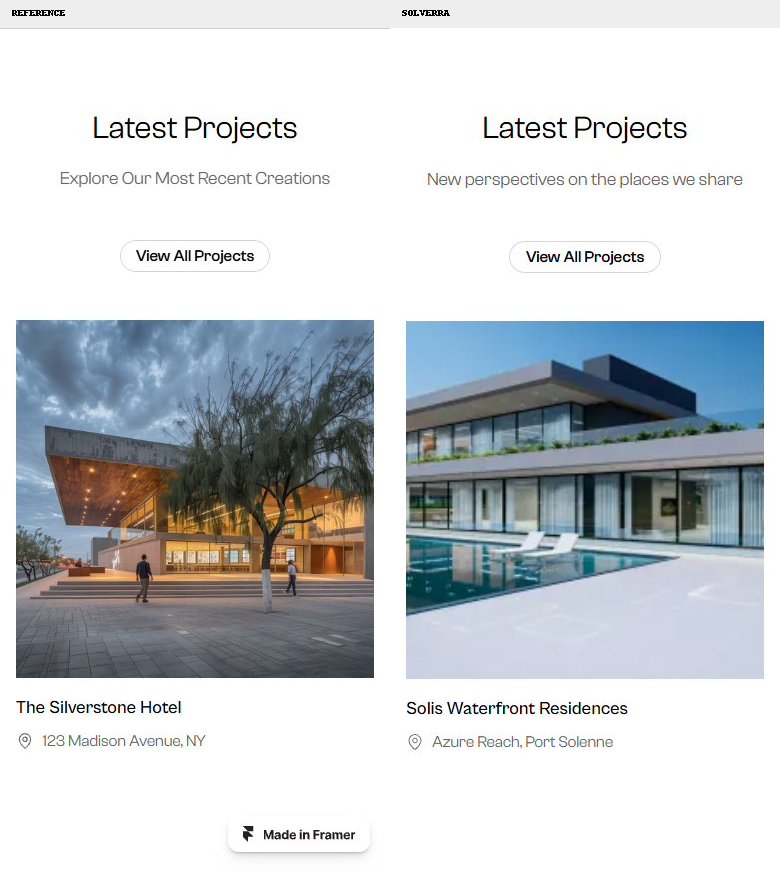 REFERENCE
Latest Projects
Explore Our Most Recent Creations
View All Projects
The Silverstone Hotel
123 Madison Avenue, NY
Made in Framer
SOLVERRA
Latest Projects
New perspectives on the places we share
View All Projects
Solis Waterfront Residences
Azure Reach, Port Solenne